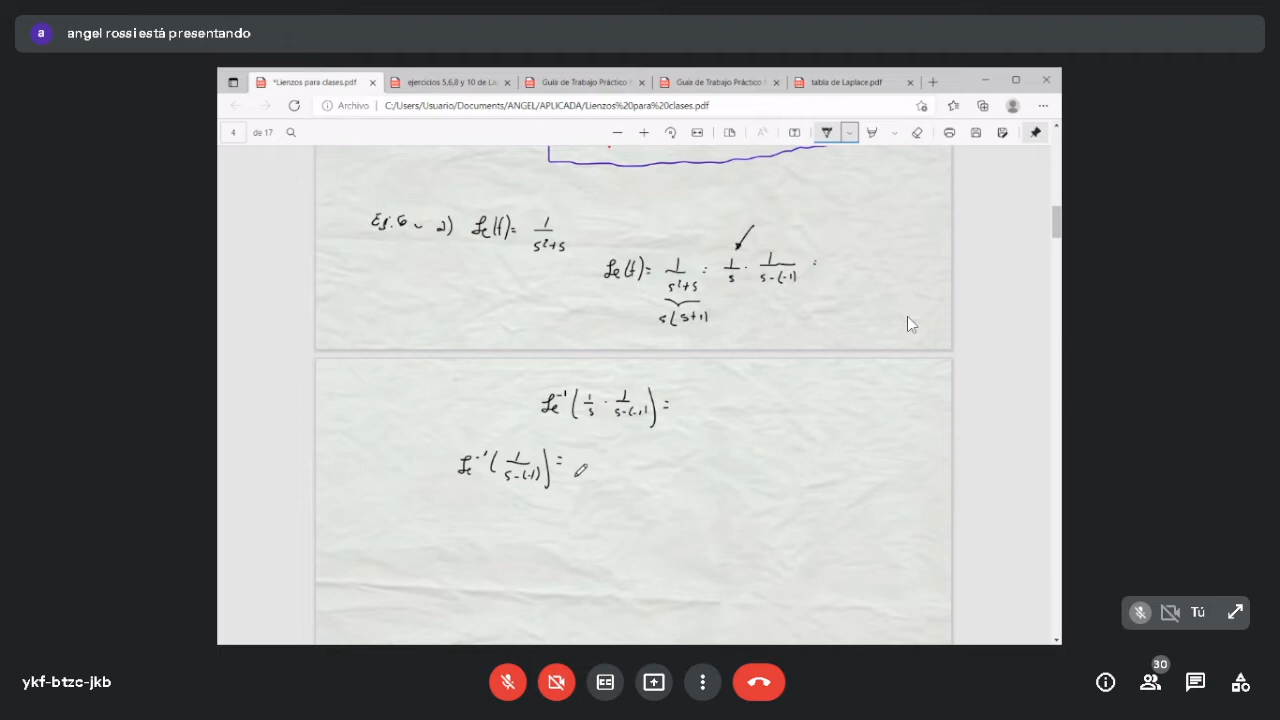 a angel rossi está presentando
*Lienzos para clases.pdf
ejercicios 5,6,8 y 10 de La
Guía de Trabajo Práctico
Guía de Trabajo Práctico
tabla de Laplace.pdf
Archivo C:/Users/Usuario/Documents/ANGEL/APLICADA/Lienzos%20para%20clases.pdf
4 de 17
Ej. 6 - a) ℒ(f) = 1/(s²+s)
ℒ(f) = 1/(s²+s) = 1/s · 1/(s-(-1)) =
s(s+1)
ℒ⁻¹(1/s · 1/(s-(-1))) =
ℒ⁻¹(1/(s-(-1))) =
Tú
ykf-btzc-jkb
30